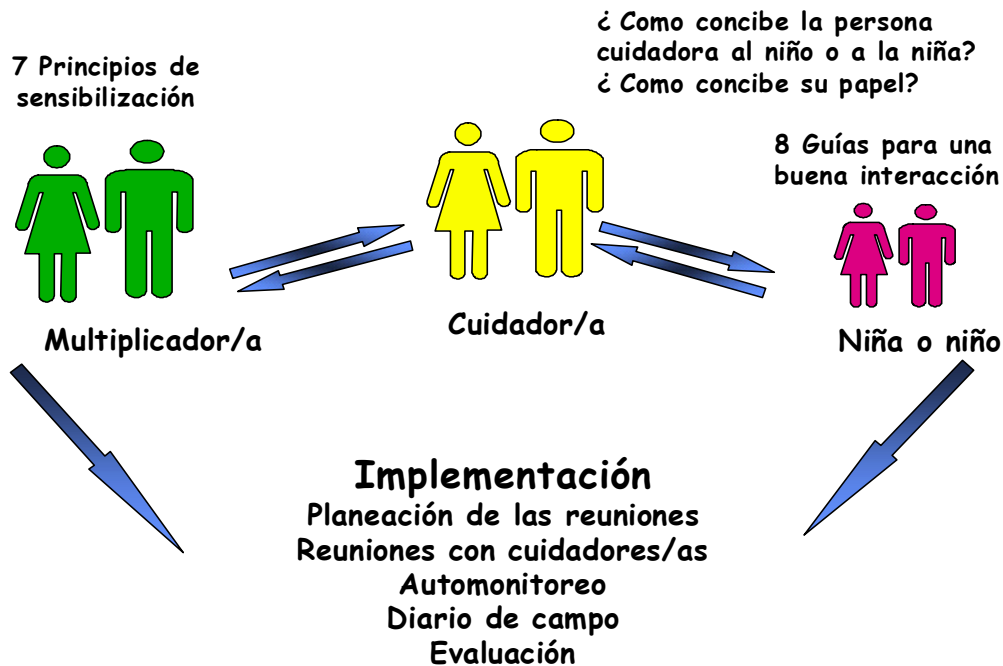 ¿ Como concibe la persona
cuidadora al niño o a la niña?
¿ Como concibe su papel?
7 Principios de
sensibilización
8 Guías para una
buena interacción
Multiplicador/a
Cuidador/a
Niña o niño
Implementación
Planeación de las reuniones
Reuniones con cuidadores/as
Automonitoreo
Diario de campo
Evaluación